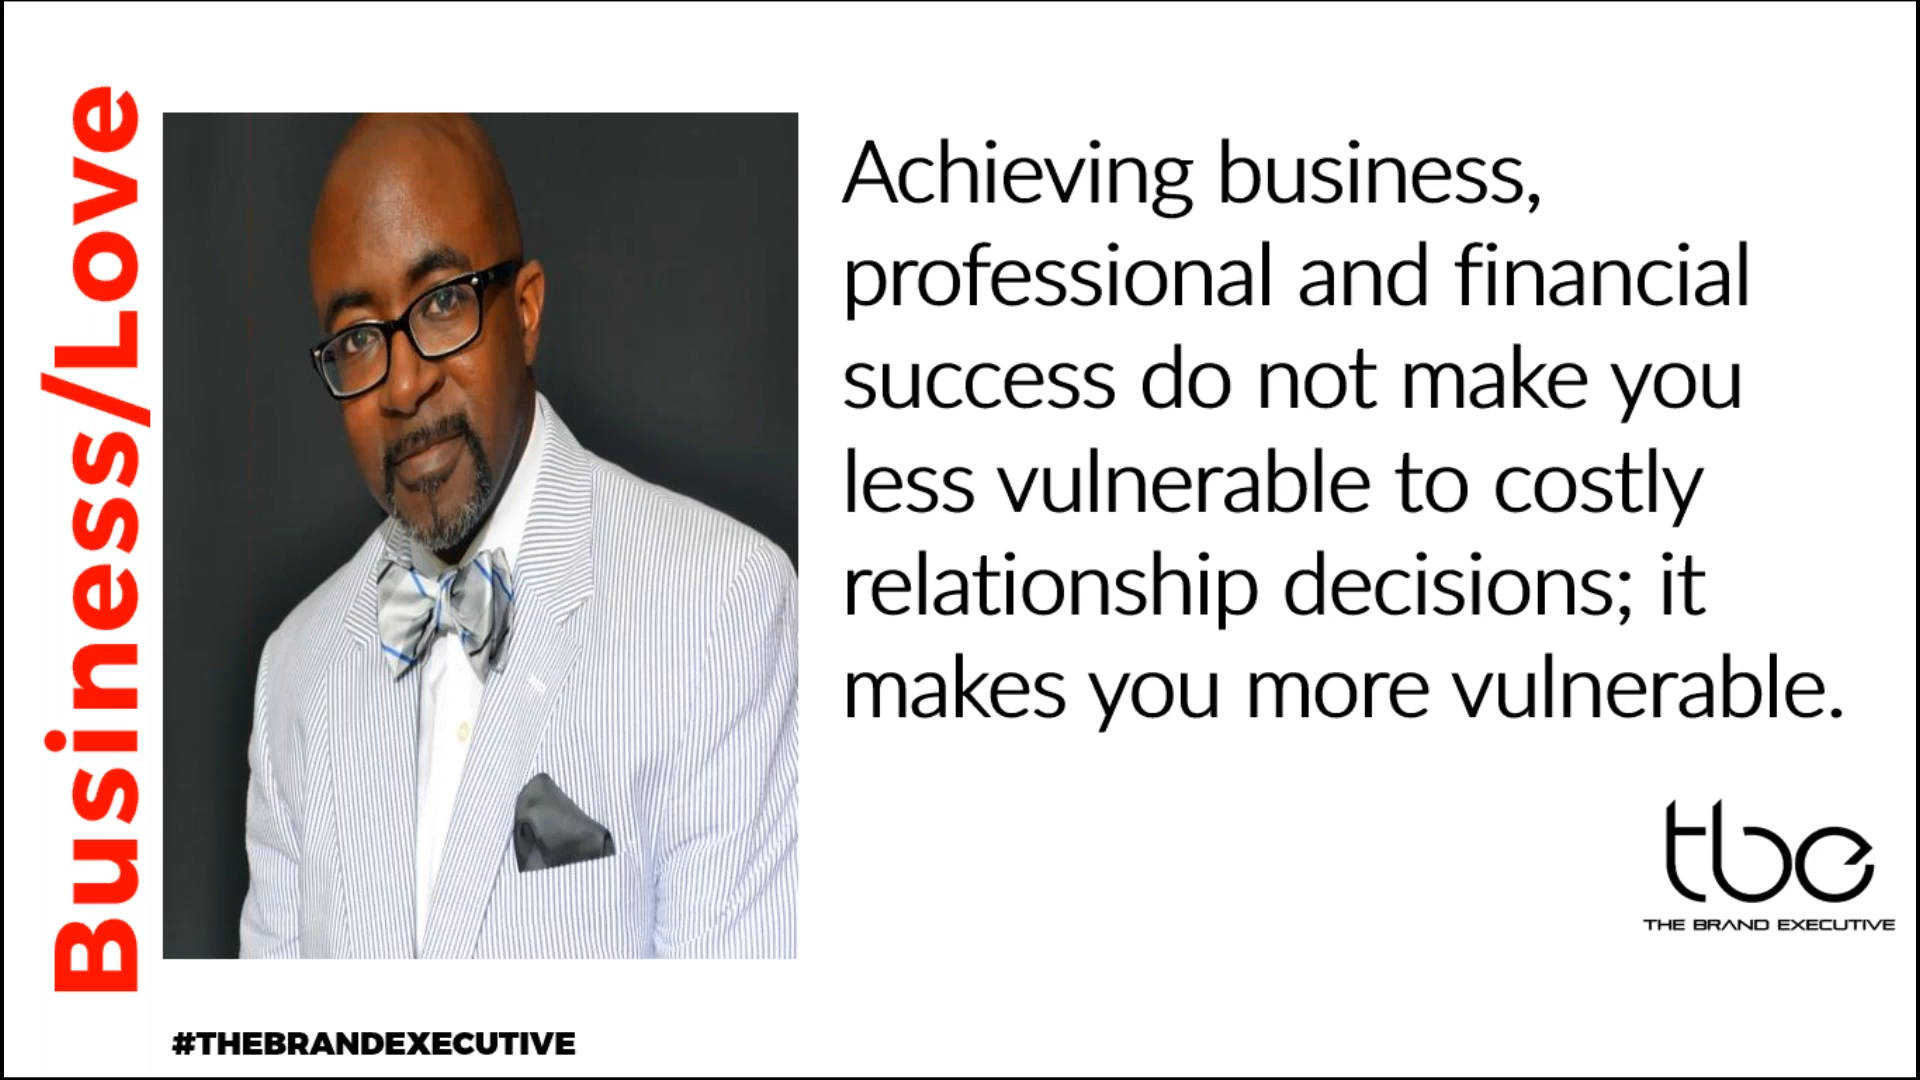 Business/Love
Achieving business,
professional and financial
success do not make you
less vulnerable to costly
relationship decisions; it
makes you more vulnerable.
tbe
THE BRAND EXECUTIVE
#THEBRANDEXECUTIVE